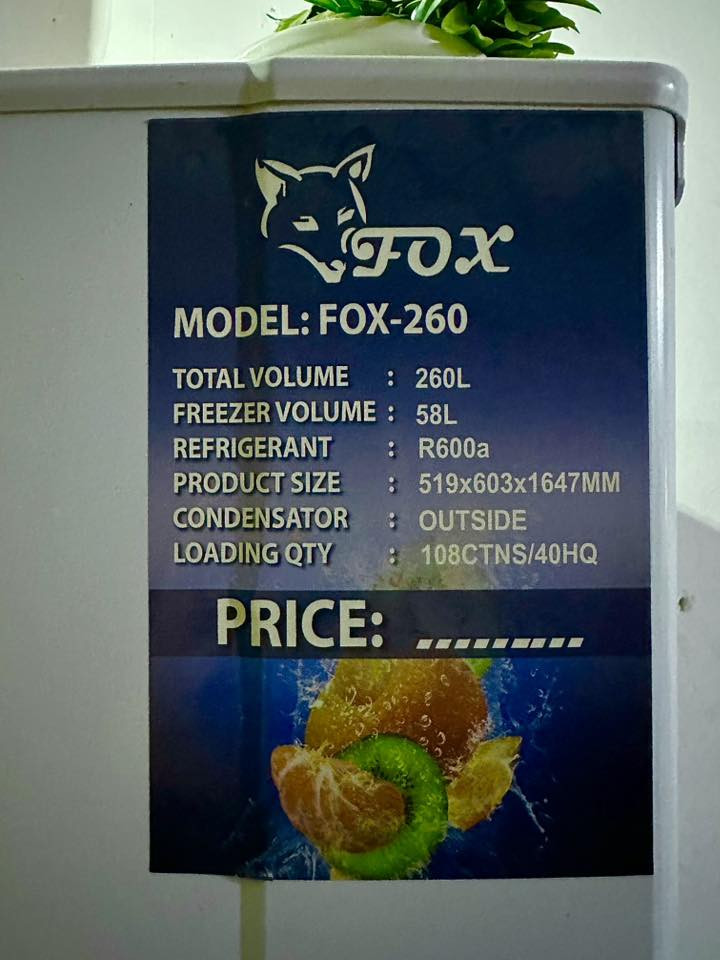 FOX
MODEL: FOX-260
TOTAL VOLUME : 260L
FREEZER VOLUME : 58L
REFRIGERANT : R600a
PRODUCT SIZE : 519x603x1647MM
CONDENSATOR : OUTSIDE
LOADING QTY : 108CTNS/40HQ
PRICE: .........